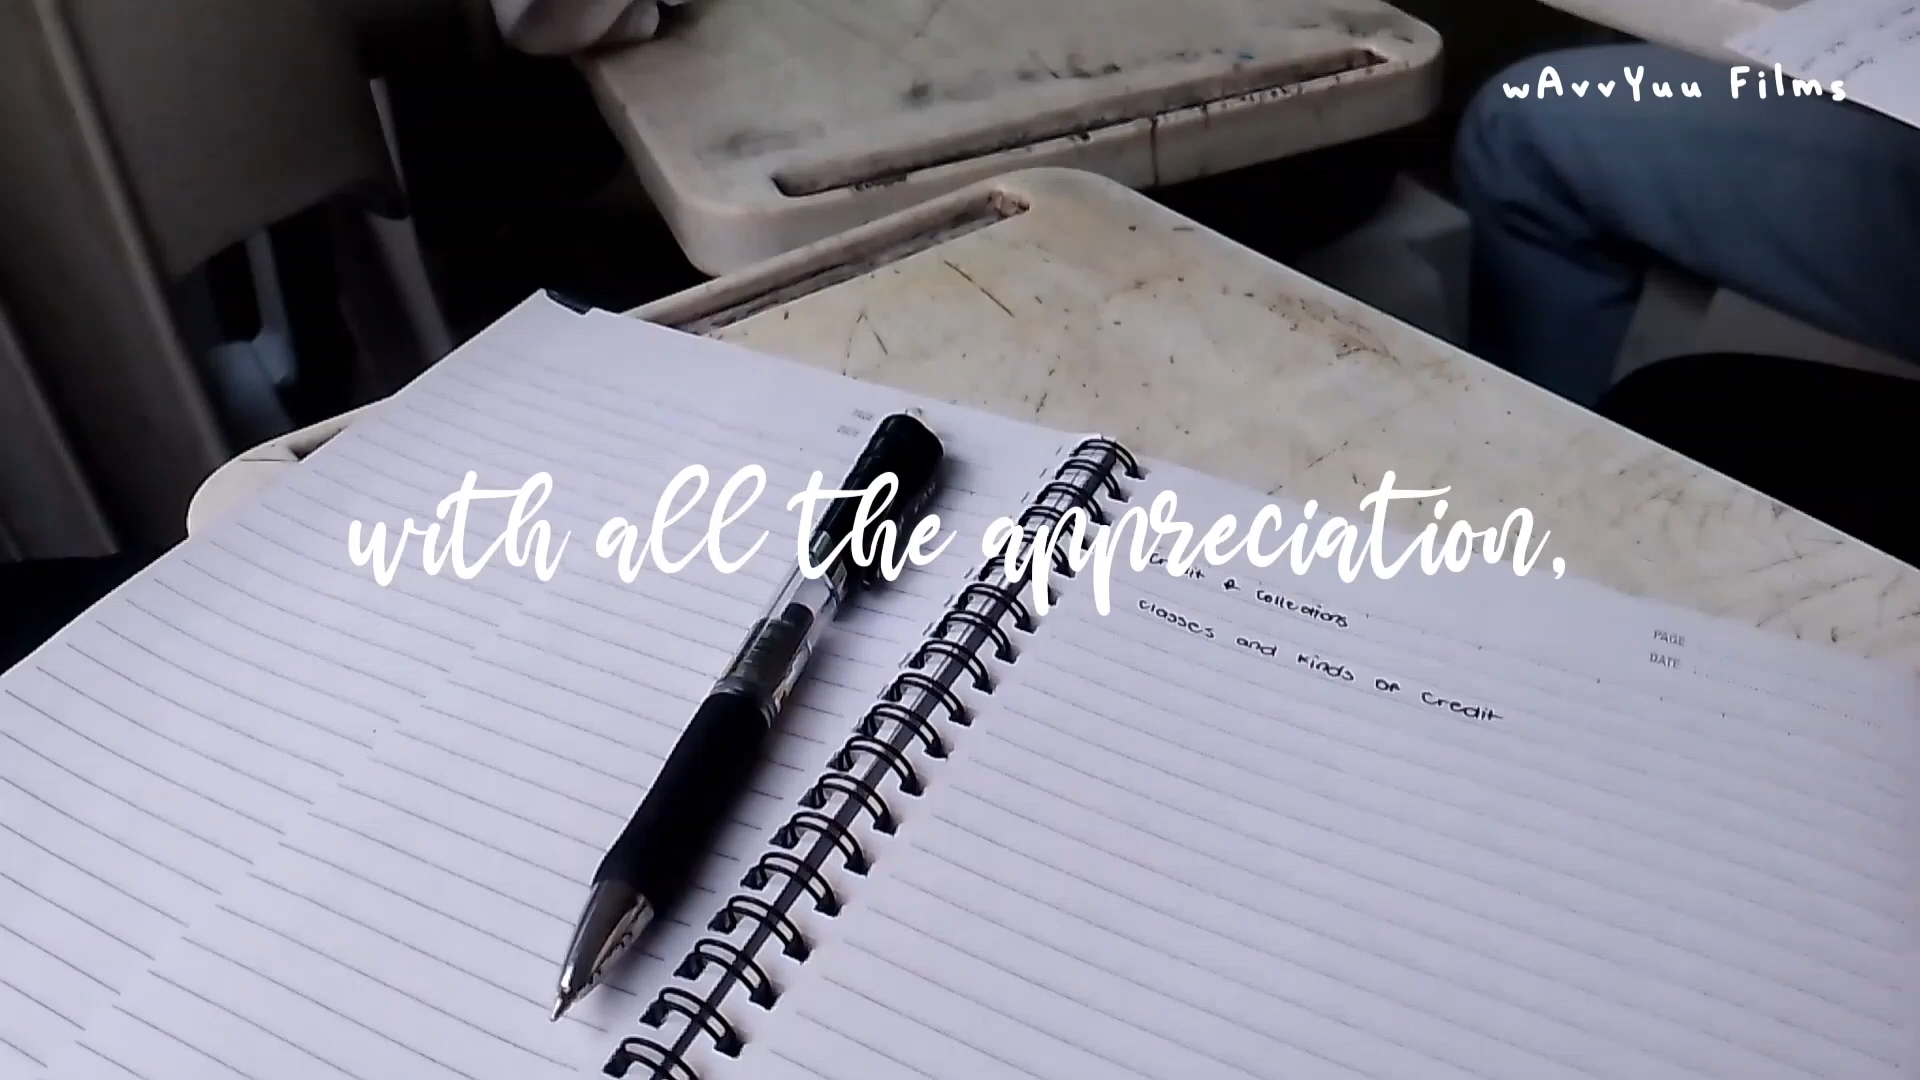 wAvvYuu Films
with all the appreciation,
Credit & Collections
PAGE
DATE
classes and kinds of Credit